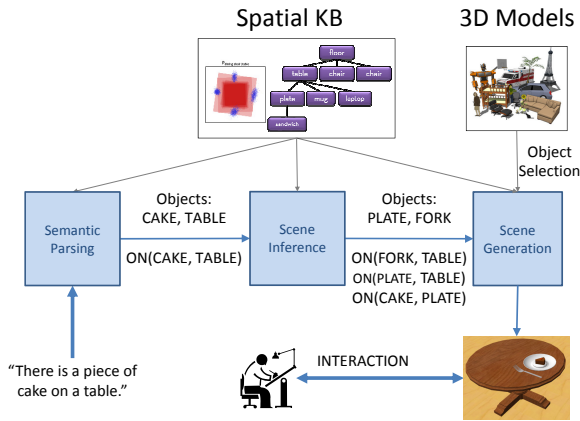 Spatial KB
3D Models
floor
table
chair
chair
plate
mug
laptop
sandwich
Object
Selection
Objects:
CAKE, TABLE
Objects:
PLATE, FORK
Semantic
Parsing
Scene
Inference
Scene
Generation
ON(CAKE, TABLE)
ON(FORK, TABLE)
ON(PLATE, TABLE)
ON(CAKE, PLATE)
"There is a piece of
cake on a table."
INTERACTION